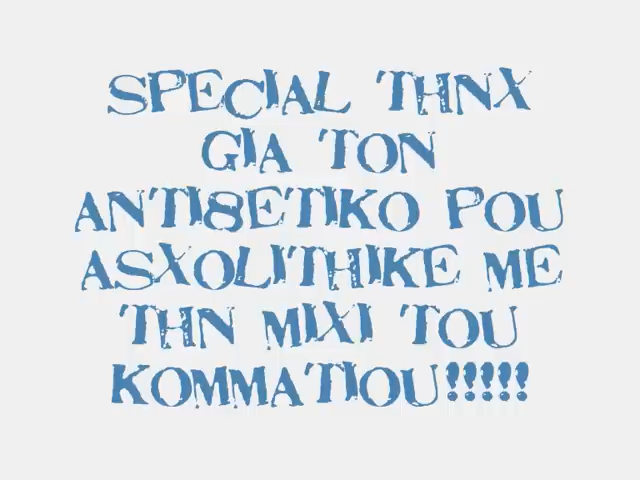 SPECIAL THNX
GIA TON
ANTI8ETIKO POU
ASXOLITHIKE ME
THN MIXI TOU
KOMMATIOU!!!!!